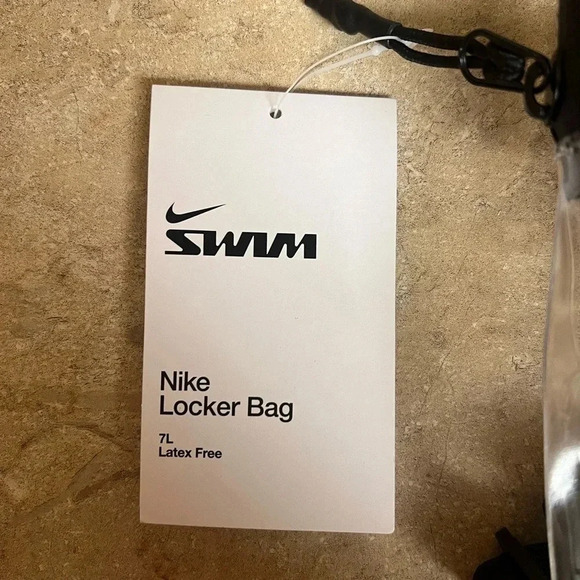 SWIM
Nike
Locker Bag
7L
Latex Free